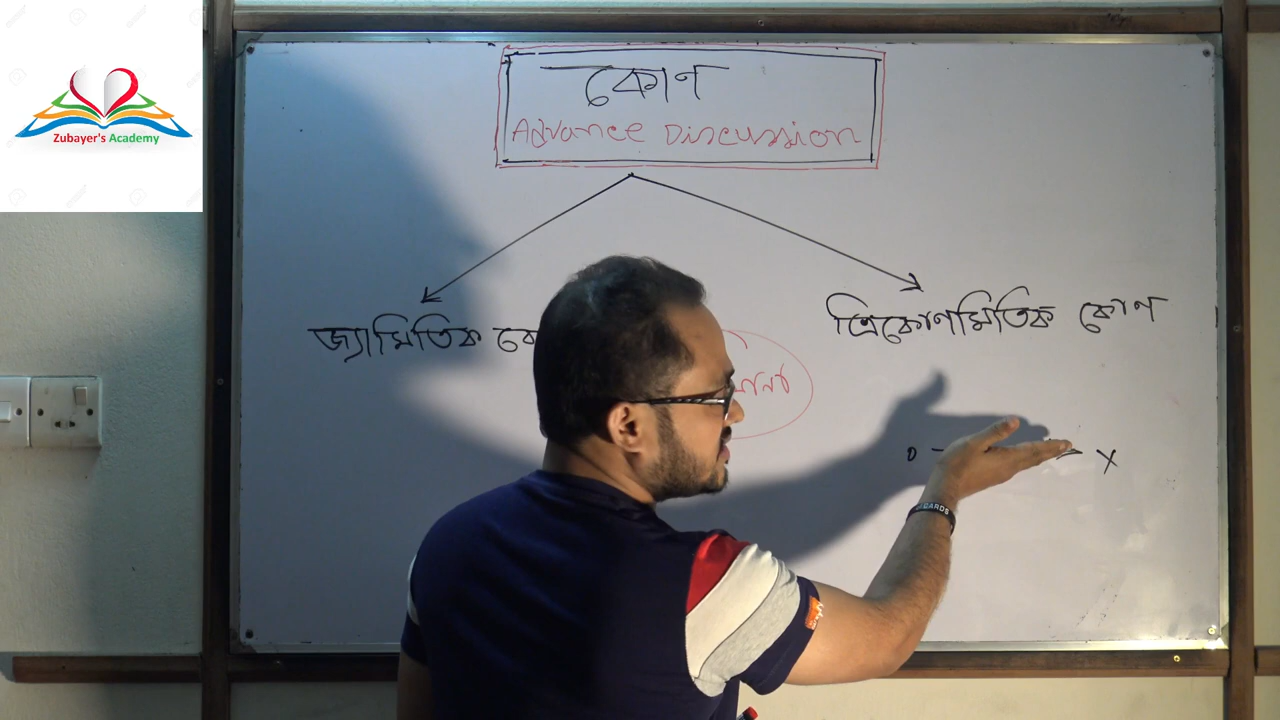 Zubayer's Academy
কোণ
Advance Discussion
জ্যামিতিক
ত্রিকোণমিতিক কোণ
O
X